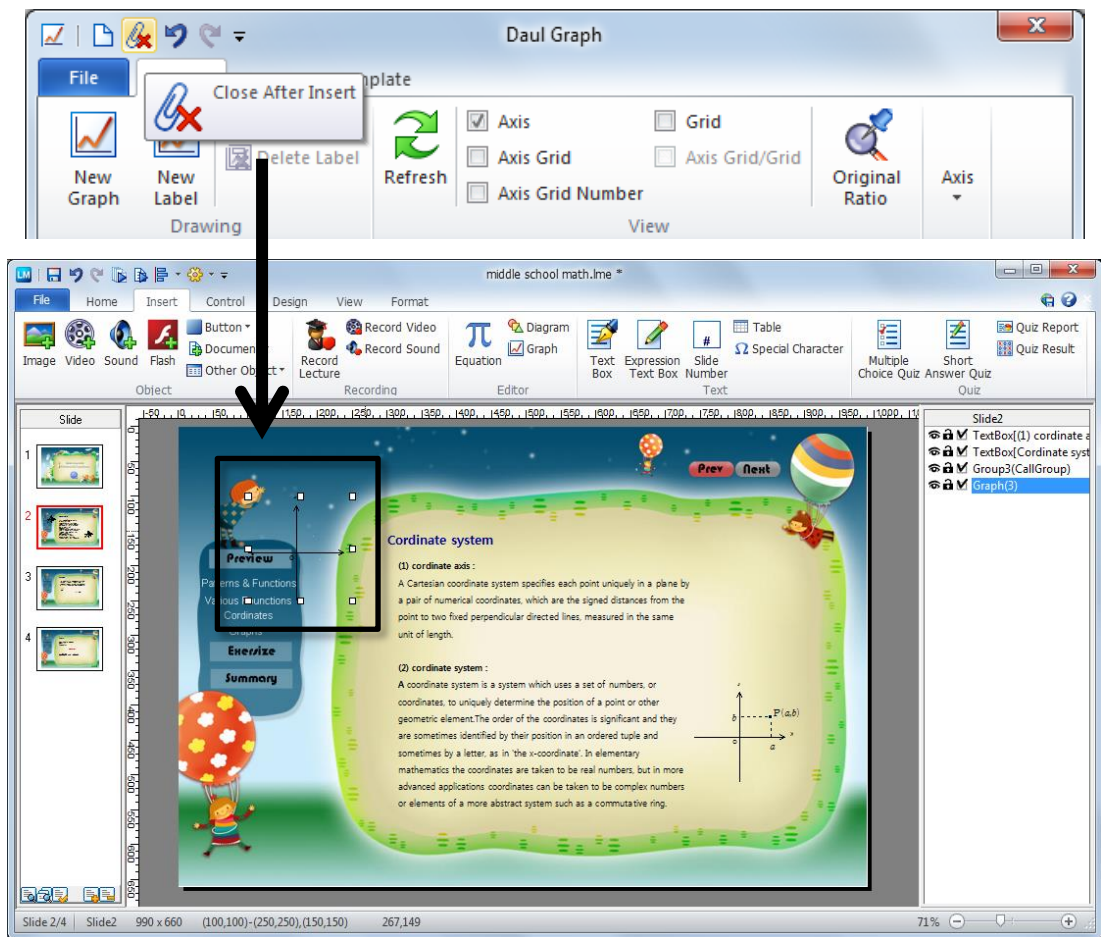 Daul Graph
File
plate
Close After Insert
New Graph
New Label
Delete Label
Drawing
Refresh
Axis
Axis Grid
Axis Grid Number
Grid
Axis Grid/Grid
View
Original Ratio
Axis
LM
middle school math.lme *
File Home Insert Control Design View Format
Image Video Sound Flash
Button
Document
Other Object
Object
Record Lecture
Record Video
Record Sound
Recording
Equation
Diagram
Graph
Editor
Text Box
Expression Text Box
Slide Number
Table
Special Character
Text
Multiple Choice Quiz
Short Answer Quiz
Quiz Report
Quiz Result
Quiz
Slide
1
2
3
4
Prev Next
Preview
Patterns & Functions
Various Founctions
Cordinates
Graphs
Exersize
Summary
Cordinate system
(1) cordinate axis :
A Cartesian coordinate system specifies each point uniquely in a plane by
a pair of numerical coordinates, which are the signed distances from the
point to two fixed perpendicular directed lines, measured in the same
unit of length.
(2) cordinate system :
A coordinate system is a system which uses a set of numbers, or
coordinates, to uniquely determine the position of a point or other
geometric element.The order of the coordinates is significant and they
are sometimes identified by their position in an ordered tuple and
sometimes by a letter, as in 'the x-coordinate'. In elementary
mathematics the coordinates are taken to be real numbers, but in more
advanced applications coordinates can be taken to be complex numbers
or elements of a more abstract system such as a commutative ring.
P(a,b)
b
a
Slide2
TextBox[(1) cordinate a
TextBox[Cordinate syst
Group3(CallGroup)
Graph(3)
Slide 2/4 Slide2 990 x 660 (100,100)-(250,250),(150,150) 267,149 71%